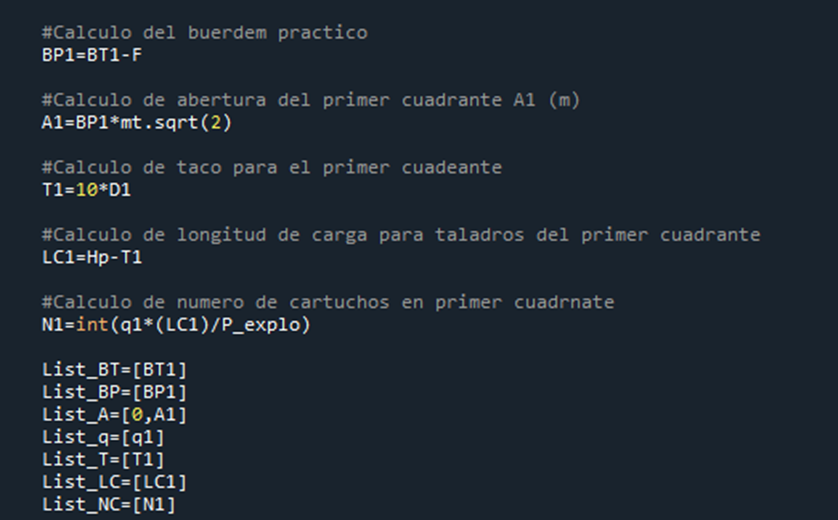 #Calculo del buerdem practico
BP1=BT1-F
#Calculo de abertura del primer cuadrante A1 (m)
A1=BP1*mt.sqrt(2)
#Calculo de taco para el primer cuadeante
T1=10*D1
#Calculo de longitud de carga para taladros del primer cuadrante
LC1=Hp-T1
#Calculo de numero de cartuchos en primer cuadrnate
N1=int(q1*(LC1)/P_explo)
List_BT=[BT1]
List_BP=[BP1]
List_A=[0,A1]
List_q=[q1]
List_T=[T1]
List_LC=[LC1]
List_NC=[N1]